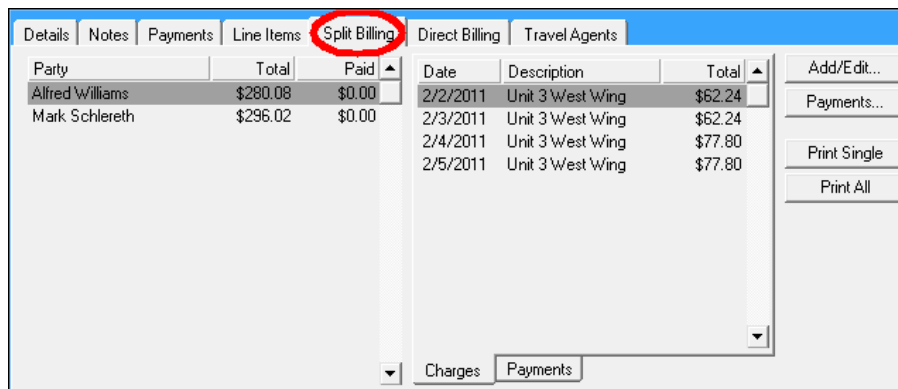 Details Notes Payments Line Items Split Billing Direct Billing Travel Agents
Party Total Paid
Alfred Williams $280.08 $0.00
Mark Schlereth $296.02 $0.00
Date Description Total
2/2/2011 Unit 3 West Wing $62.24
2/3/2011 Unit 3 West Wing $62.24
2/4/2011 Unit 3 West Wing $77.80
2/5/2011 Unit 3 West Wing $77.80
Charges Payments
Add/Edit...
Payments...
Print Single
Print All